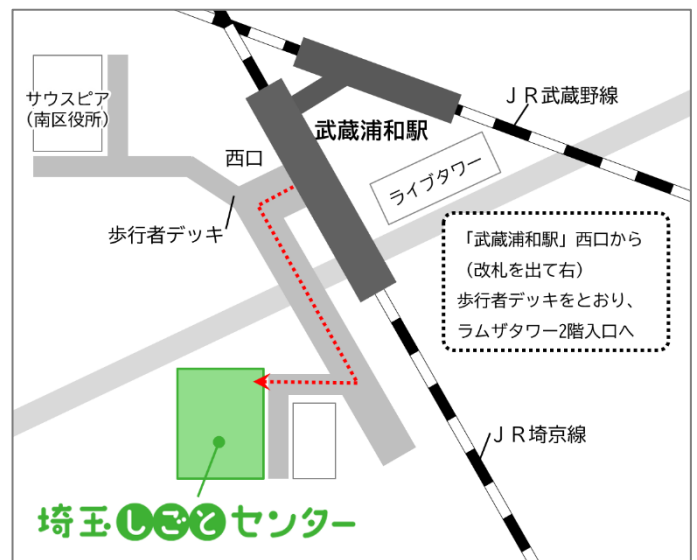 サウスピア
(南区役所)
ＪＲ武蔵野線
武蔵浦和駅
西口
ライブタワー
歩行者デッキ
「武蔵浦和駅」西口から
（改札を出て右）
歩行者デッキをとおり、
ラムザタワー2階入口へ
ＪＲ埼京線
埼玉しごとセンター